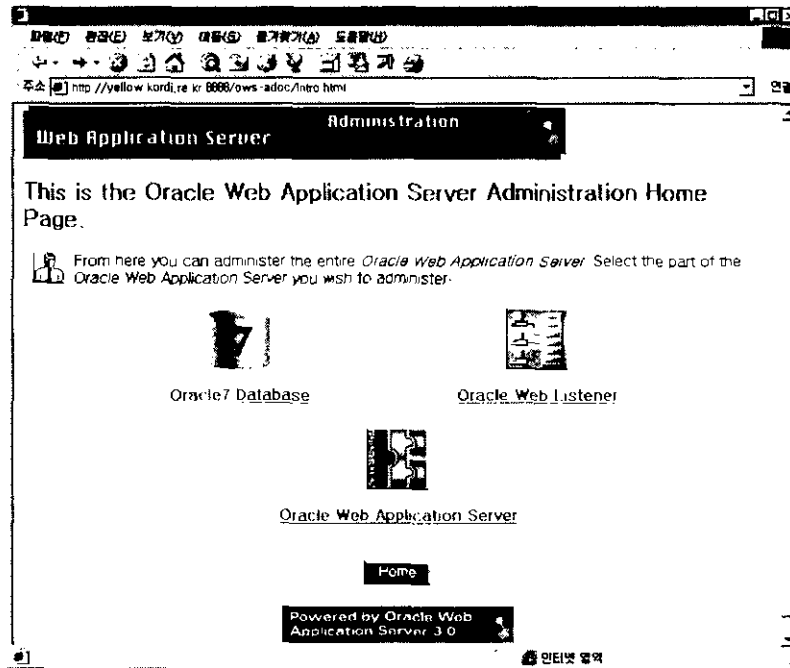 파일(F) 편집(E) 보기(V) 이동(G) 즐겨찾기(A) 도움말(H)
주소 http //yellow kordi.re kr 8888/ows-adoc/Intro html 연결
Administration
Web Application Server
This is the Oracle Web Application Server Administration Home
Page.
From here you can administer the entire Oracle Web Application Server Select the part of the
Oracle Web Application Server you wish to administer.
Oracle7 Database Oracle Web Listener
Oracle Web Application Server
Home
Powered by Oracle Web
Application Server 3 0
인터넷 영역